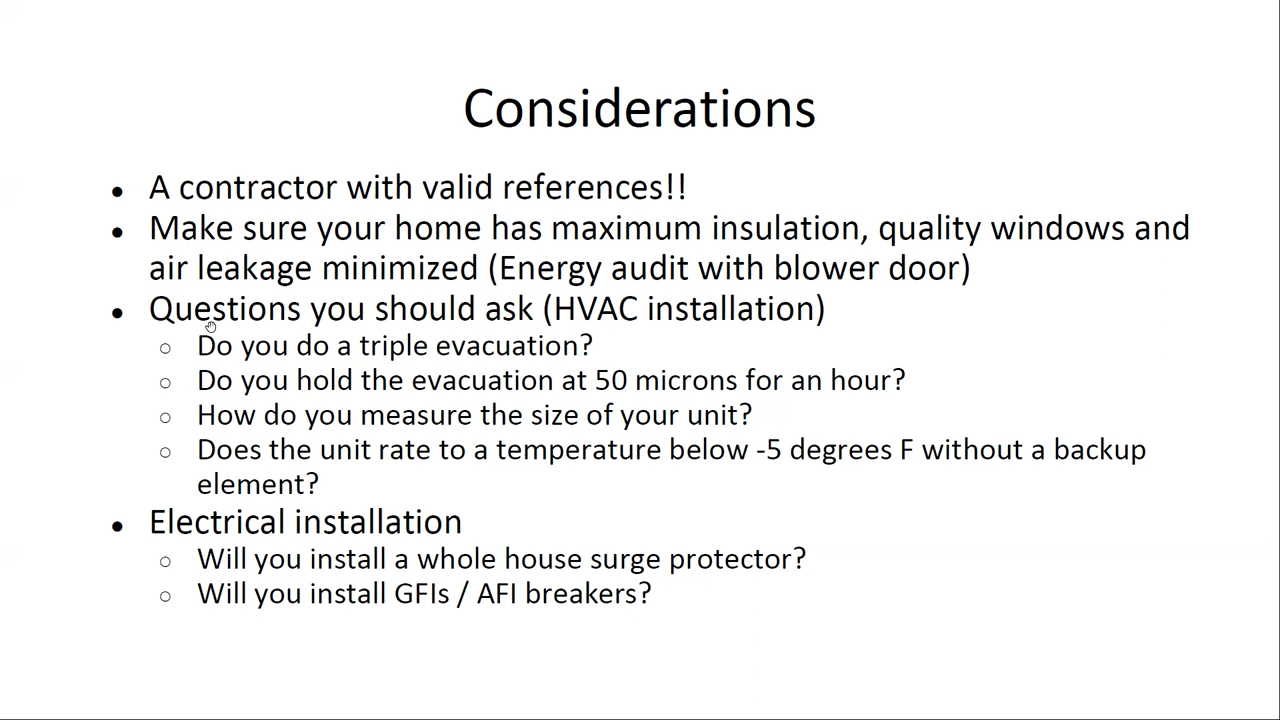 Considerations
● A contractor with valid references!!
● Make sure your home has maximum insulation, quality windows and
air leakage minimized (Energy audit with blower door)
● Questions you should ask (HVAC installation)
○ Do you do a triple evacuation?
○ Do you hold the evacuation at 50 microns for an hour?
○ How do you measure the size of your unit?
○ Does the unit rate to a temperature below -5 degrees F without a backup
element?
● Electrical installation
○ Will you install a whole house surge protector?
○ Will you install GFIs / AFI breakers?